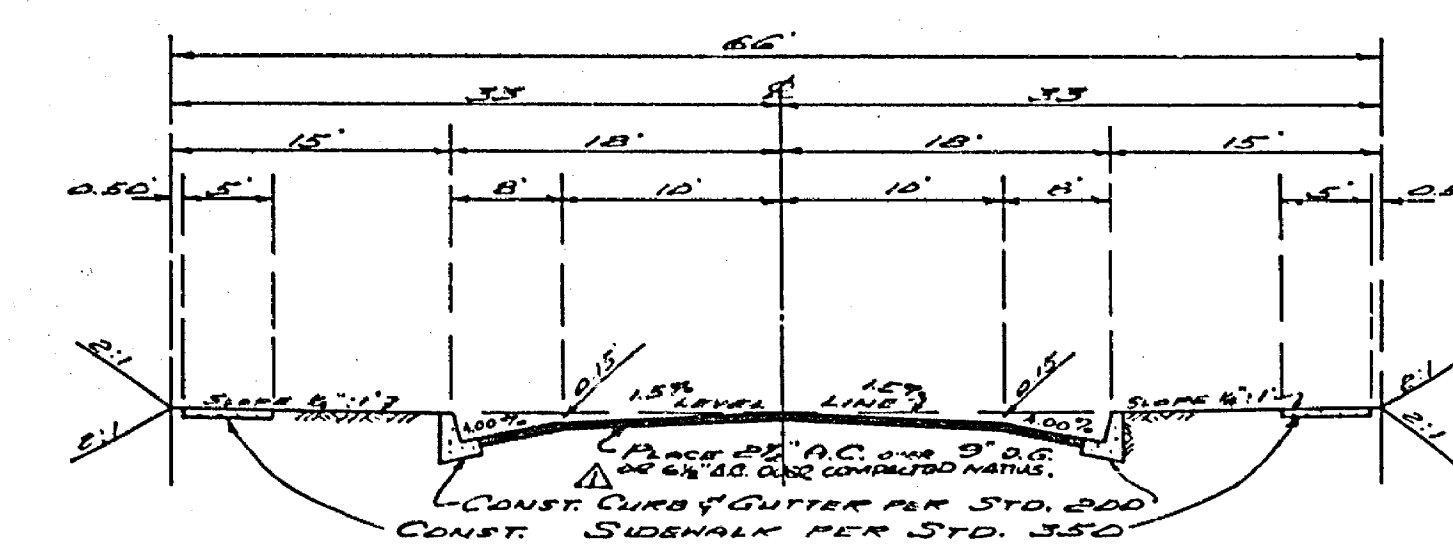 66'
33 ℄ 33
15' 18' 18' 15'
0.50' 5' 8' 10' 10' 8' 5' 0.5
2:1 0.15' 0.15' 2:1
SLOPE ¼":1' 1.5% LEVEL LINE 1.5% SLOPE ¼":1'
2:1 4.00% 4.00% 2:1
PLACE 2½" A.C. OVER 9" D.G.
1 OR 6½" A.C. OVER COMPACTED NATIVE.
CONST. CURB & GUTTER PER STD. 200
CONST. SIDEWALK PER STD. 350